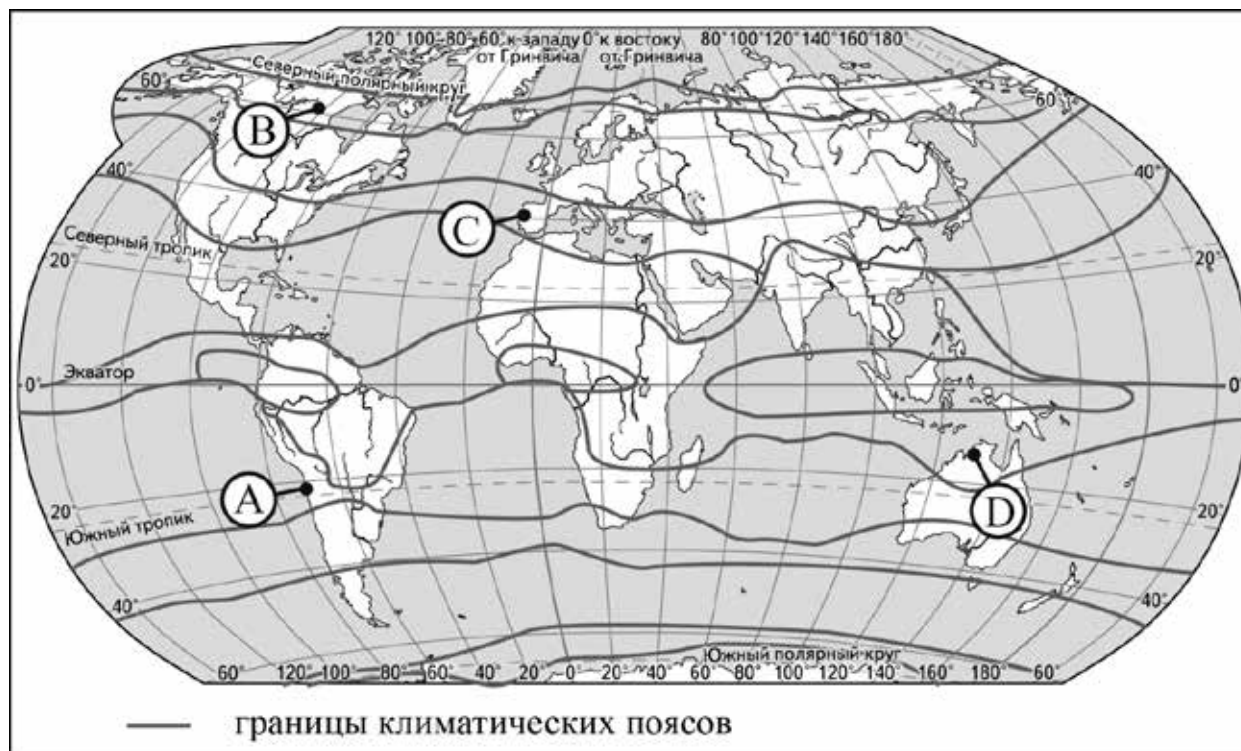 120° 100° 80° 60° к западу 0° к востоку 80° 100° 120° 140° 160° 180°
от Гринвича от Гринвича
Северный полярный круг
60°
60°
B
40°
40°
C
Северный тропик
20°
20°
Экватор
0°
0°
A
D
20°
20°
Южный тропик
40°
40°
Южный полярный круг
60° 120° 100° 80° 60° 40° 20° 0° 20° 40° 60° 80° 100° 120° 140° 180° 60°
границы климатических поясов